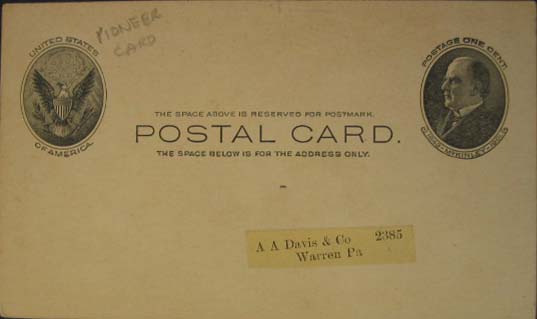 PIONEER
CARD
UNITED STATES
OF AMERICA.
POSTAGE ONE CENT.
McKINLEY
THE SPACE ABOVE IS RESERVED FOR POSTMARK.
POSTAL CARD.
THE SPACE BELOW IS FOR THE ADDRESS ONLY.
A A Davis & Co 2385
Warren Pa